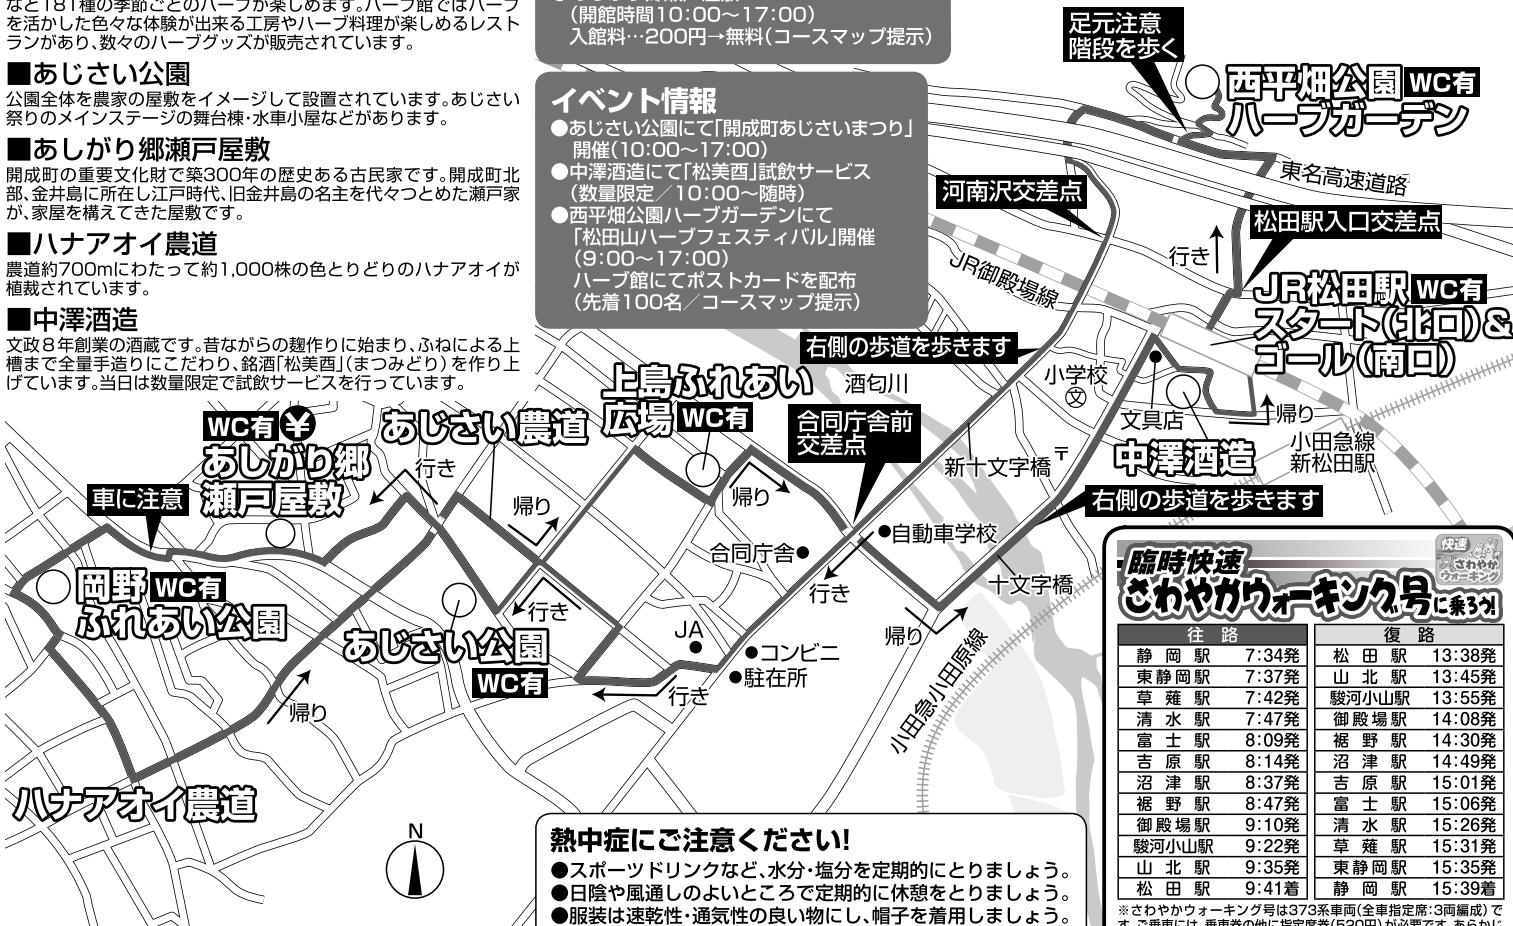 など181種の季節ごとのハーブが楽しめます。ハーブ館ではハーブ
を活かした色々な体験が出来る工房やハーブ料理が楽しめるレスト
ランがあり、数々のハーブグッズが販売されています。
■あじさい公園
公園全体を農家の屋敷をイメージして設置されています。あじさい
祭りのメインステージの舞台棟・水車小屋などがあります。
■あしがり郷瀬戸屋敷
開成町の重要文化財で築300年の歴史ある古民家です。開成町北
部、金井島に所在し江戸時代、旧金井島の名主を代々つとめた瀬戸家
が、家屋を構えてきた屋敷です。
■ハナアオイ農道
農道約700mにわたって約1,000株の色とりどりのハナアオイが
植栽されています。
■中澤酒造
文政8年創業の酒蔵です。昔ながらの麹作りに始まり、ふねによる上
槽まで全量手造りにこだわり、銘酒「松美酉」(まつみどり)を作り上
げています。当日は数量限定で試飲サービスを行っています。
(開館時間10:00〜17:00)
入館料…200円→無料(コースマップ提示)
イベント情報
●あじさい公園にて「開成町あじさいまつり」
開催(10:00〜17:00)
●中澤酒造にて「松美酉」試飲サービス
(数量限定/10:00〜随時)
●西平畑公園ハーブガーデンにて
「松田山ハーブフェスティバル」開催
(9:00〜17:00)
ハーブ館にてポストカードを配布
(先着100名/コースマップ提示)
足元注意
階段を歩く
西平畑公園 WC有
ハーブガーデン
東名高速道路
河南沢交差点
松田駅入口交差点
行き
JR御殿場線
JR松田駅 WC有
スタート(北口)&
ゴール(南口)
右側の歩道を歩きます
酒匂川
小学校
文
文具店
帰り
小田急線
新松田駅
中澤酒造
上島ふれあい
広場 WC有
合同庁舎前
交差点
新十文字橋
〒
右側の歩道を歩きます
WC有 ¥
あしがり郷
瀬戸屋敷
あじさい農道
行き
帰り
帰り
車に注意
合同庁舎●
●自動車学校
十文字橋
行き
帰り
岡野 WC有
ふれあい公園
あじさい公園
WC有
行き
JA
●コンビニ
●駐在所
行き
小田急小田原線
帰り
ハナアオイ農道
N
熱中症にご注意ください!
●スポーツドリンクなど、水分・塩分を定期的にとりましょう。
●日陰や風通しのよいところで定期的に休憩をとりましょう。
●服装は速乾性・通気性の良い物にし、帽子を着用しましょう。
臨時快速
さわやかウォーキング号に乗ろう!
快速
さわやか
ウォーキング
往路 復路
静岡駅 7:34発 松田駅 13:38発
東静岡駅 7:37発 山北駅 13:45発
草薙駅 7:42発 駿河小山駅 13:55発
清水駅 7:47発 御殿場駅 14:08発
富士駅 8:09発 裾野駅 14:30発
吉原駅 8:14発 沼津駅 14:49発
沼津駅 8:37発 吉原駅 15:01発
裾野駅 8:47発 富士駅 15:06発
御殿場駅 9:10発 清水駅 15:26発
駿河小山駅 9:22発 草薙駅 15:31発
山北駅 9:35発 東静岡駅 15:35発
松田駅 9:41着 静岡駅 15:39着
※さわやかウォーキング号は373系車両(全車指定席:3両編成)で
す。ご乗車には、乗車券の他に指定席券(520円)が必要です。あらかじ